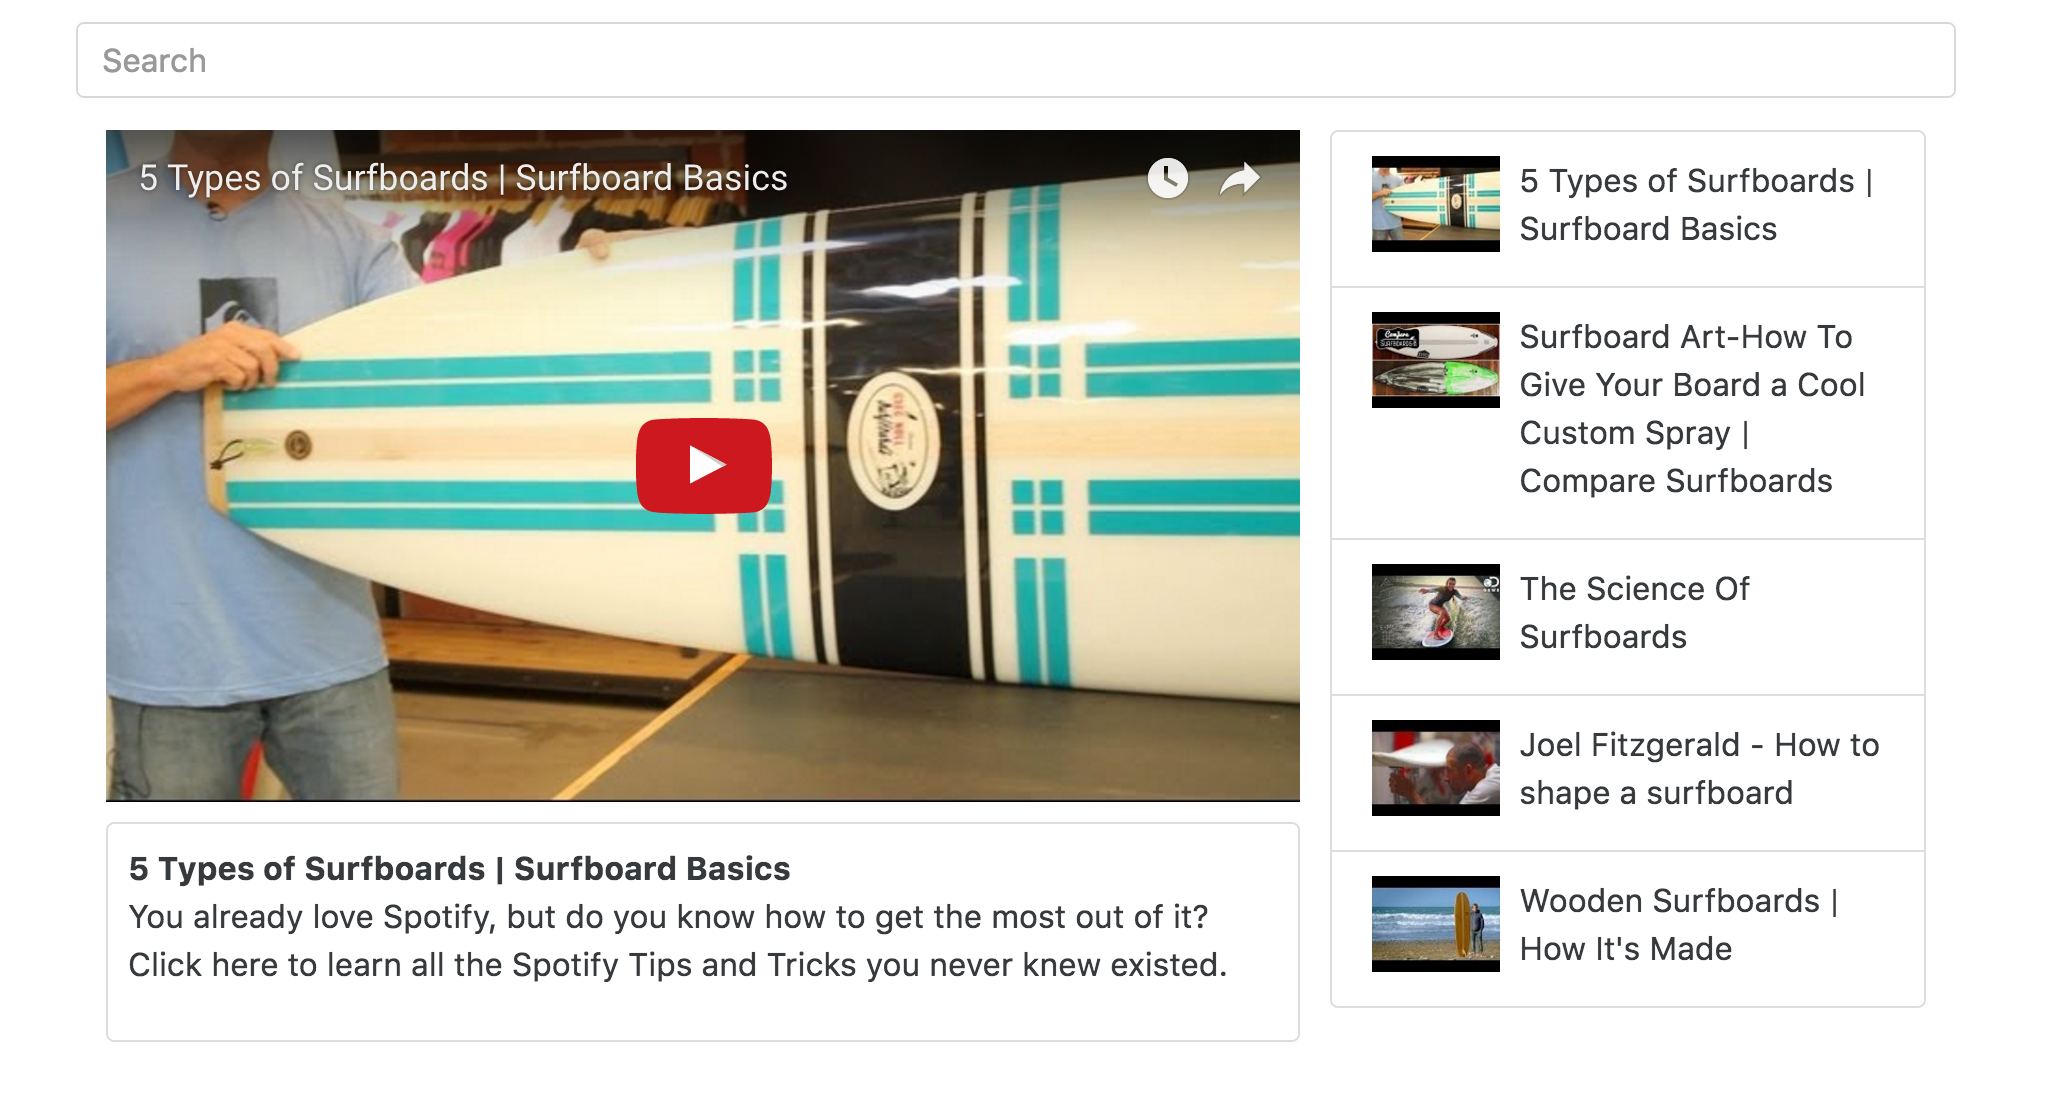 Search
5 Types of Surfboards | Surfboard Basics
5 Types of Surfboards | Surfboard Basics
You already love Spotify, but do you know how to get the most out of it?
Click here to learn all the Spotify Tips and Tricks you never knew existed.
5 Types of Surfboards |
Surfboard Basics
Surfboard Art-How To
Give Your Board a Cool
Custom Spray |
Compare Surfboards
The Science Of
Surfboards
Joel Fitzgerald - How to
shape a surfboard
Wooden Surfboards |
How It's Made